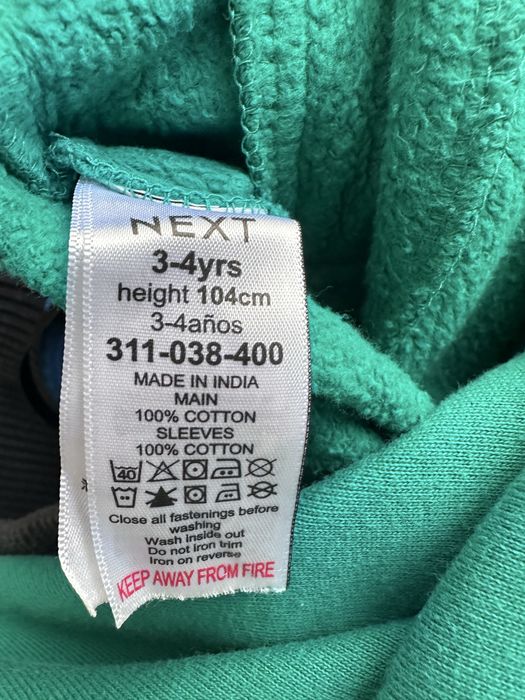 NEXT
3-4yrs
height 104cm
3-4años
311-038-400
MADE IN INDIA
MAIN
100% COTTON
SLEEVES
100% COTTON
40
Close all fastenings before
washing
Wash inside out
Do not iron trim
Iron on reverse
KEEP AWAY FROM FIRE